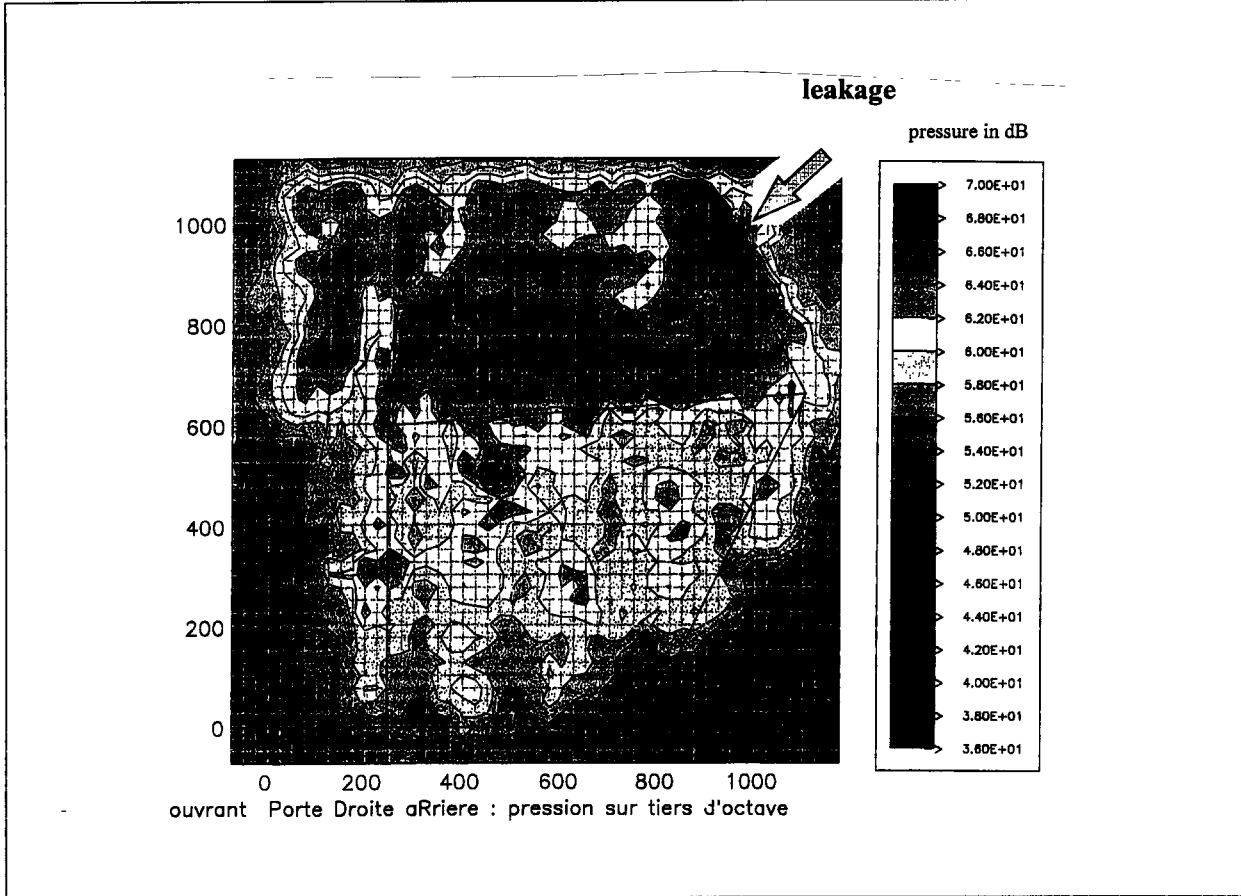 leakage
pressure in dB
7.00E+01
6.80E+01
6.60E+01
6.40E+01
6.20E+01
6.00E+01
5.80E+01
5.60E+01
5.40E+01
5.20E+01
5.00E+01
4.80E+01
4.60E+01
4.40E+01
4.20E+01
4.00E+01
3.80E+01
3.60E+01
1000
800
600
400
200
0
0 200 400 600 800 1000
ouvrant Porte Droite aRriere : pression sur tiers d'octave